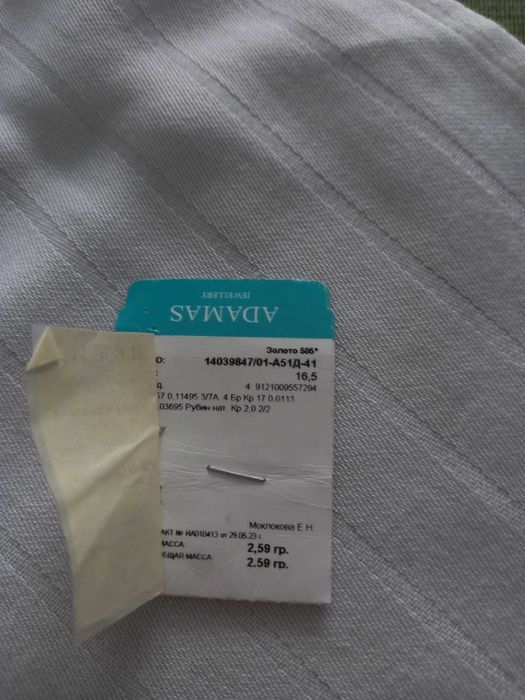 ADAMAS
JEWELLERY
Золото 585*
D: 14039847/01-А51Д-41
: 16,5
д 4 9121009557294
57 0,11495 3/7А 4 Бр Кр 17 0,0113
,03695 Рубин нат. Кр 2,0 2/2
Моклокова Е.Н.
АКТ № ИА010413 от 29.05.23 г.
МАССА: 2,59 гр.
БЩАЯ МАССА: 2,59 гр.